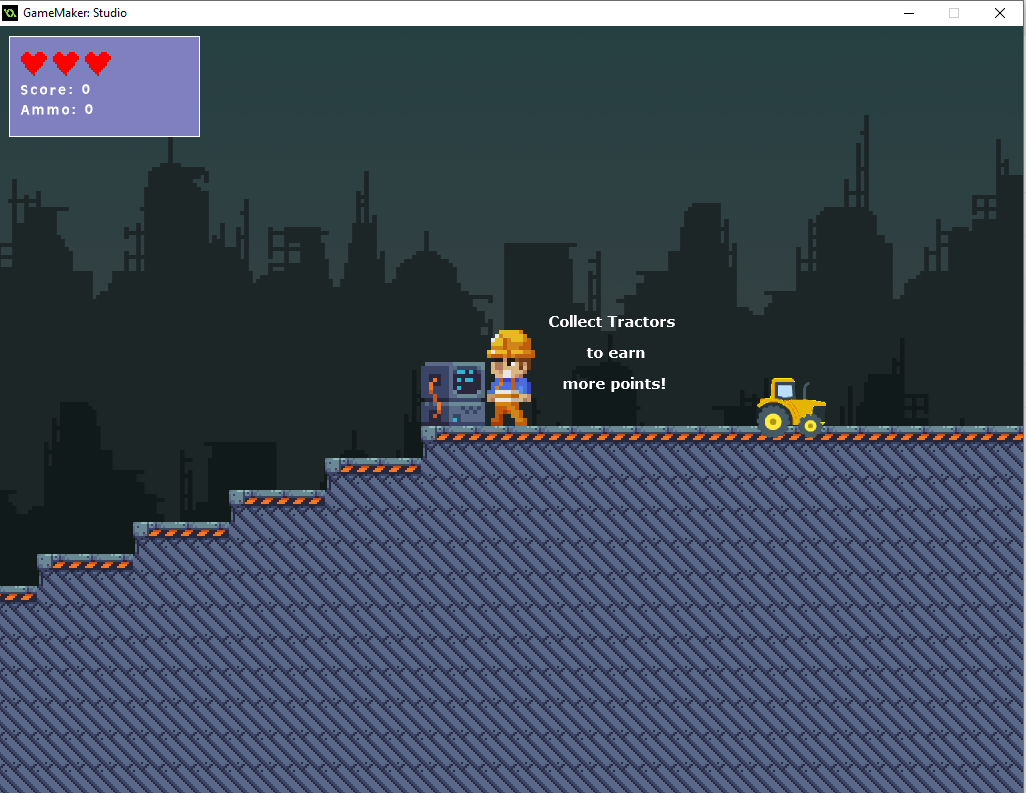 GameMaker: Studio
Score: 0
Ammo: 0
Collect Tractors
to earn
more points!